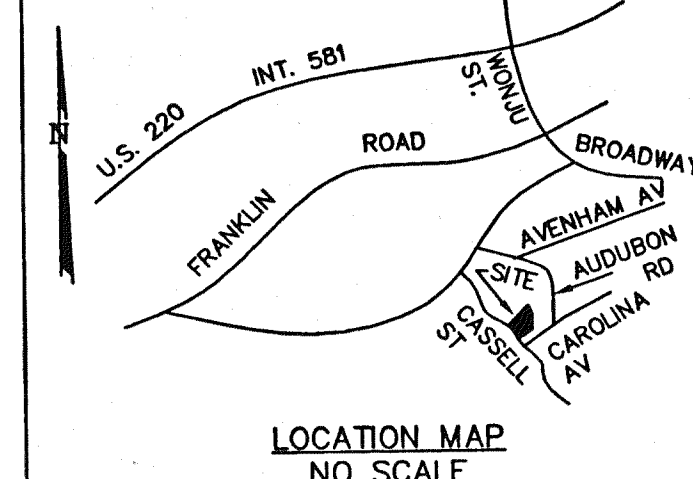 N
U.S. 220
INT. 581
WONJU
ST.
FRANKLIN
ROAD
BROADWAY
AVENHAM AV
AUDUBON
RD
SITE
CASSELL
ST
CAROLINA
AV
LOCATION MAP
NO SCALE